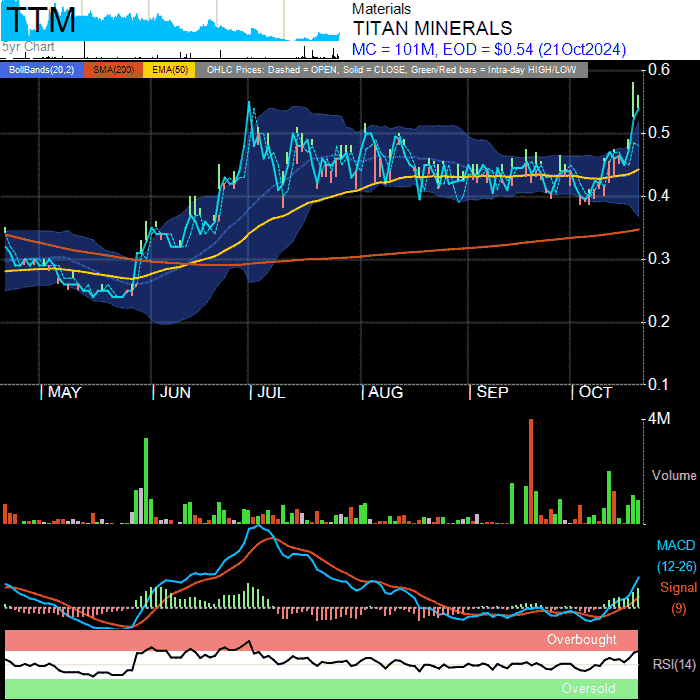 TTM
5yr Chart
Materials
TITAN MINERALS
MC = 101M, EOD = $0.54 (21Oct2024)
BollBands(20,2) SMA(200) EMA(50) OHLC Prices: Dashed = OPEN, Solid = CLOSE, Green/Red bars = Intra-day HIGH/LOW
0.6
0.5
0.4
0.3
0.2
0.1
MAY JUN JUL AUG SEP OCT
4M
Volume
MACD
(12-26)
Signal
(9)
Overbought
RSI(14)
Oversold